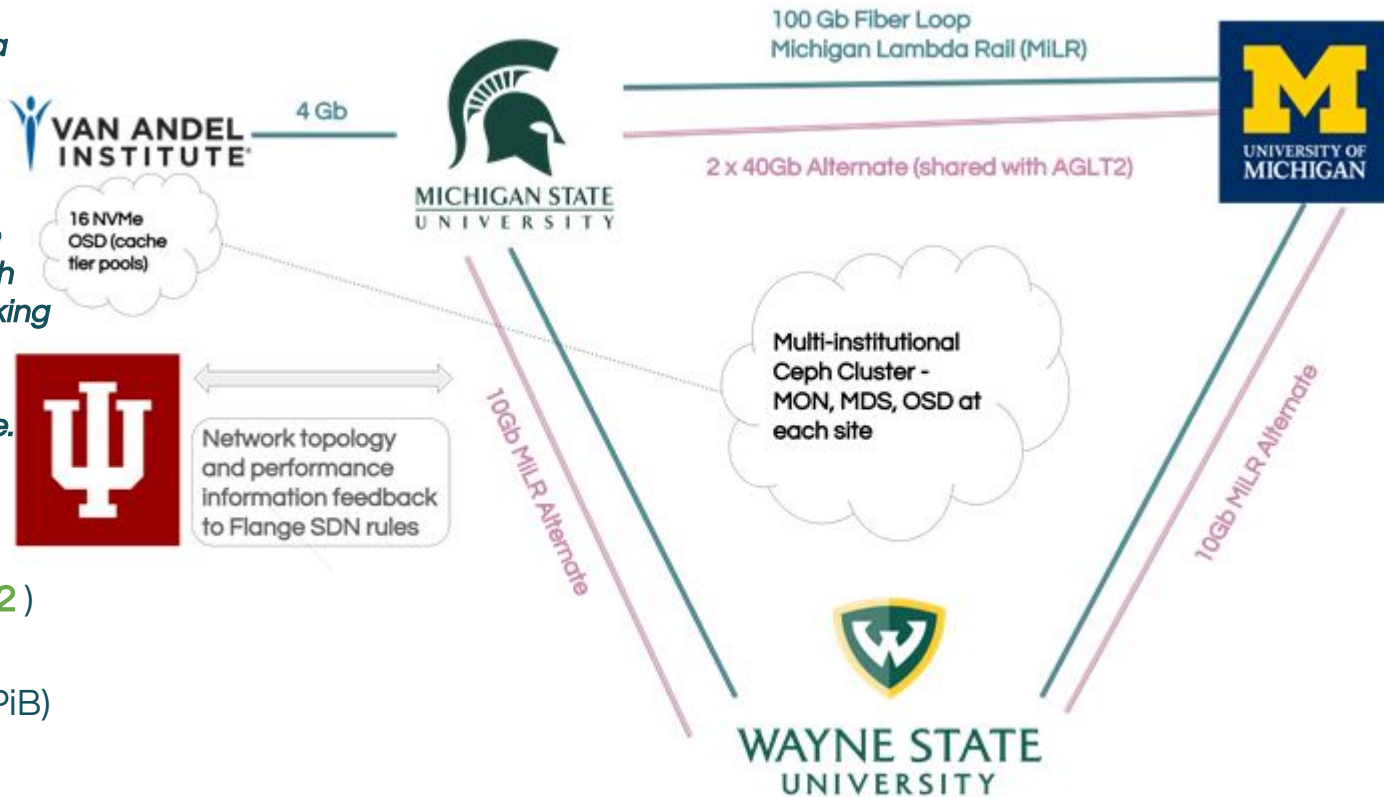 a
h
king
e.
2 )
PiB)
VAN ANDEL
INSTITUTE®
4 Gb
MICHIGAN STATE
UNIVERSITY
100 Gb Fiber Loop
Michigan Lambda Rail (MiLR)
2 x 40Gb Alternate (shared with AGLT2)
M
UNIVERSITY OF
MICHIGAN
16 NVMe
OSD (cache
tier pools)
Network topology
and performance
information feedback
to Flange SDN rules
Multi-institutional
Ceph Cluster -
MON, MDS, OSD at
each site
10Gb MiLR Alternate
10Gb MiLR Alternate
W
WAYNE STATE
UNIVERSITY